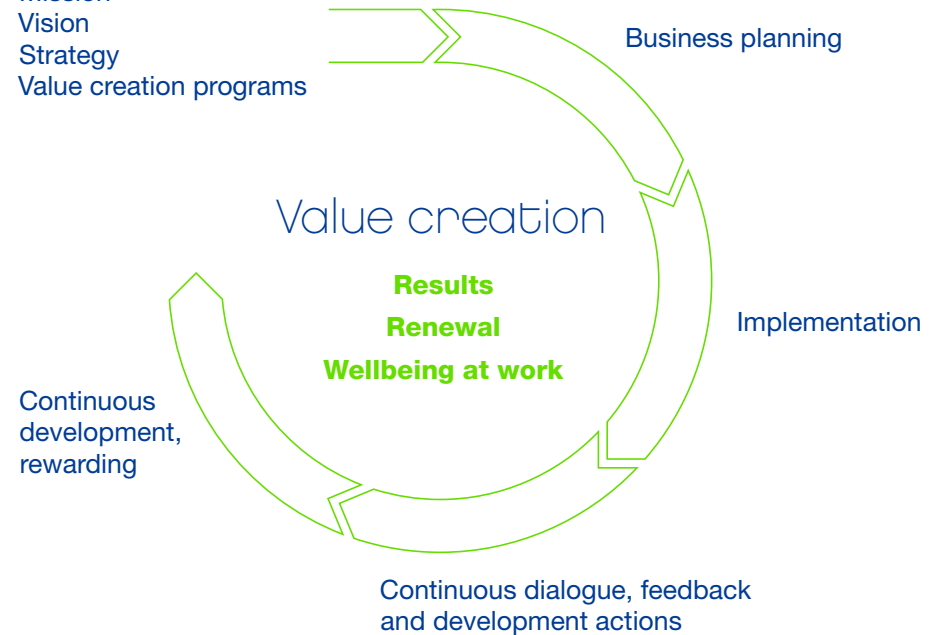 Mission
Vision
Strategy
Value creation programs
Business planning
Value creation
Results
Renewal
Wellbeing at work
Implementation
Continuous
development,
rewarding
Continuous dialogue, feedback
and development actions